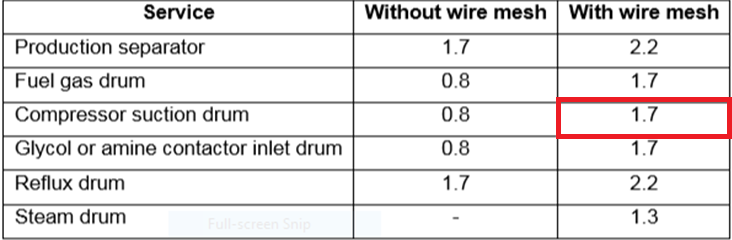 Service Without wire mesh With wire mesh
Production separator 1.7 2.2
Fuel gas drum 0.8 1.7
Compressor suction drum 0.8 1.7
Glycol or amine contactor inlet drum 0.8 1.7
Reflux drum 1.7 2.2
Steam drum - 1.3
Full-screen Snip